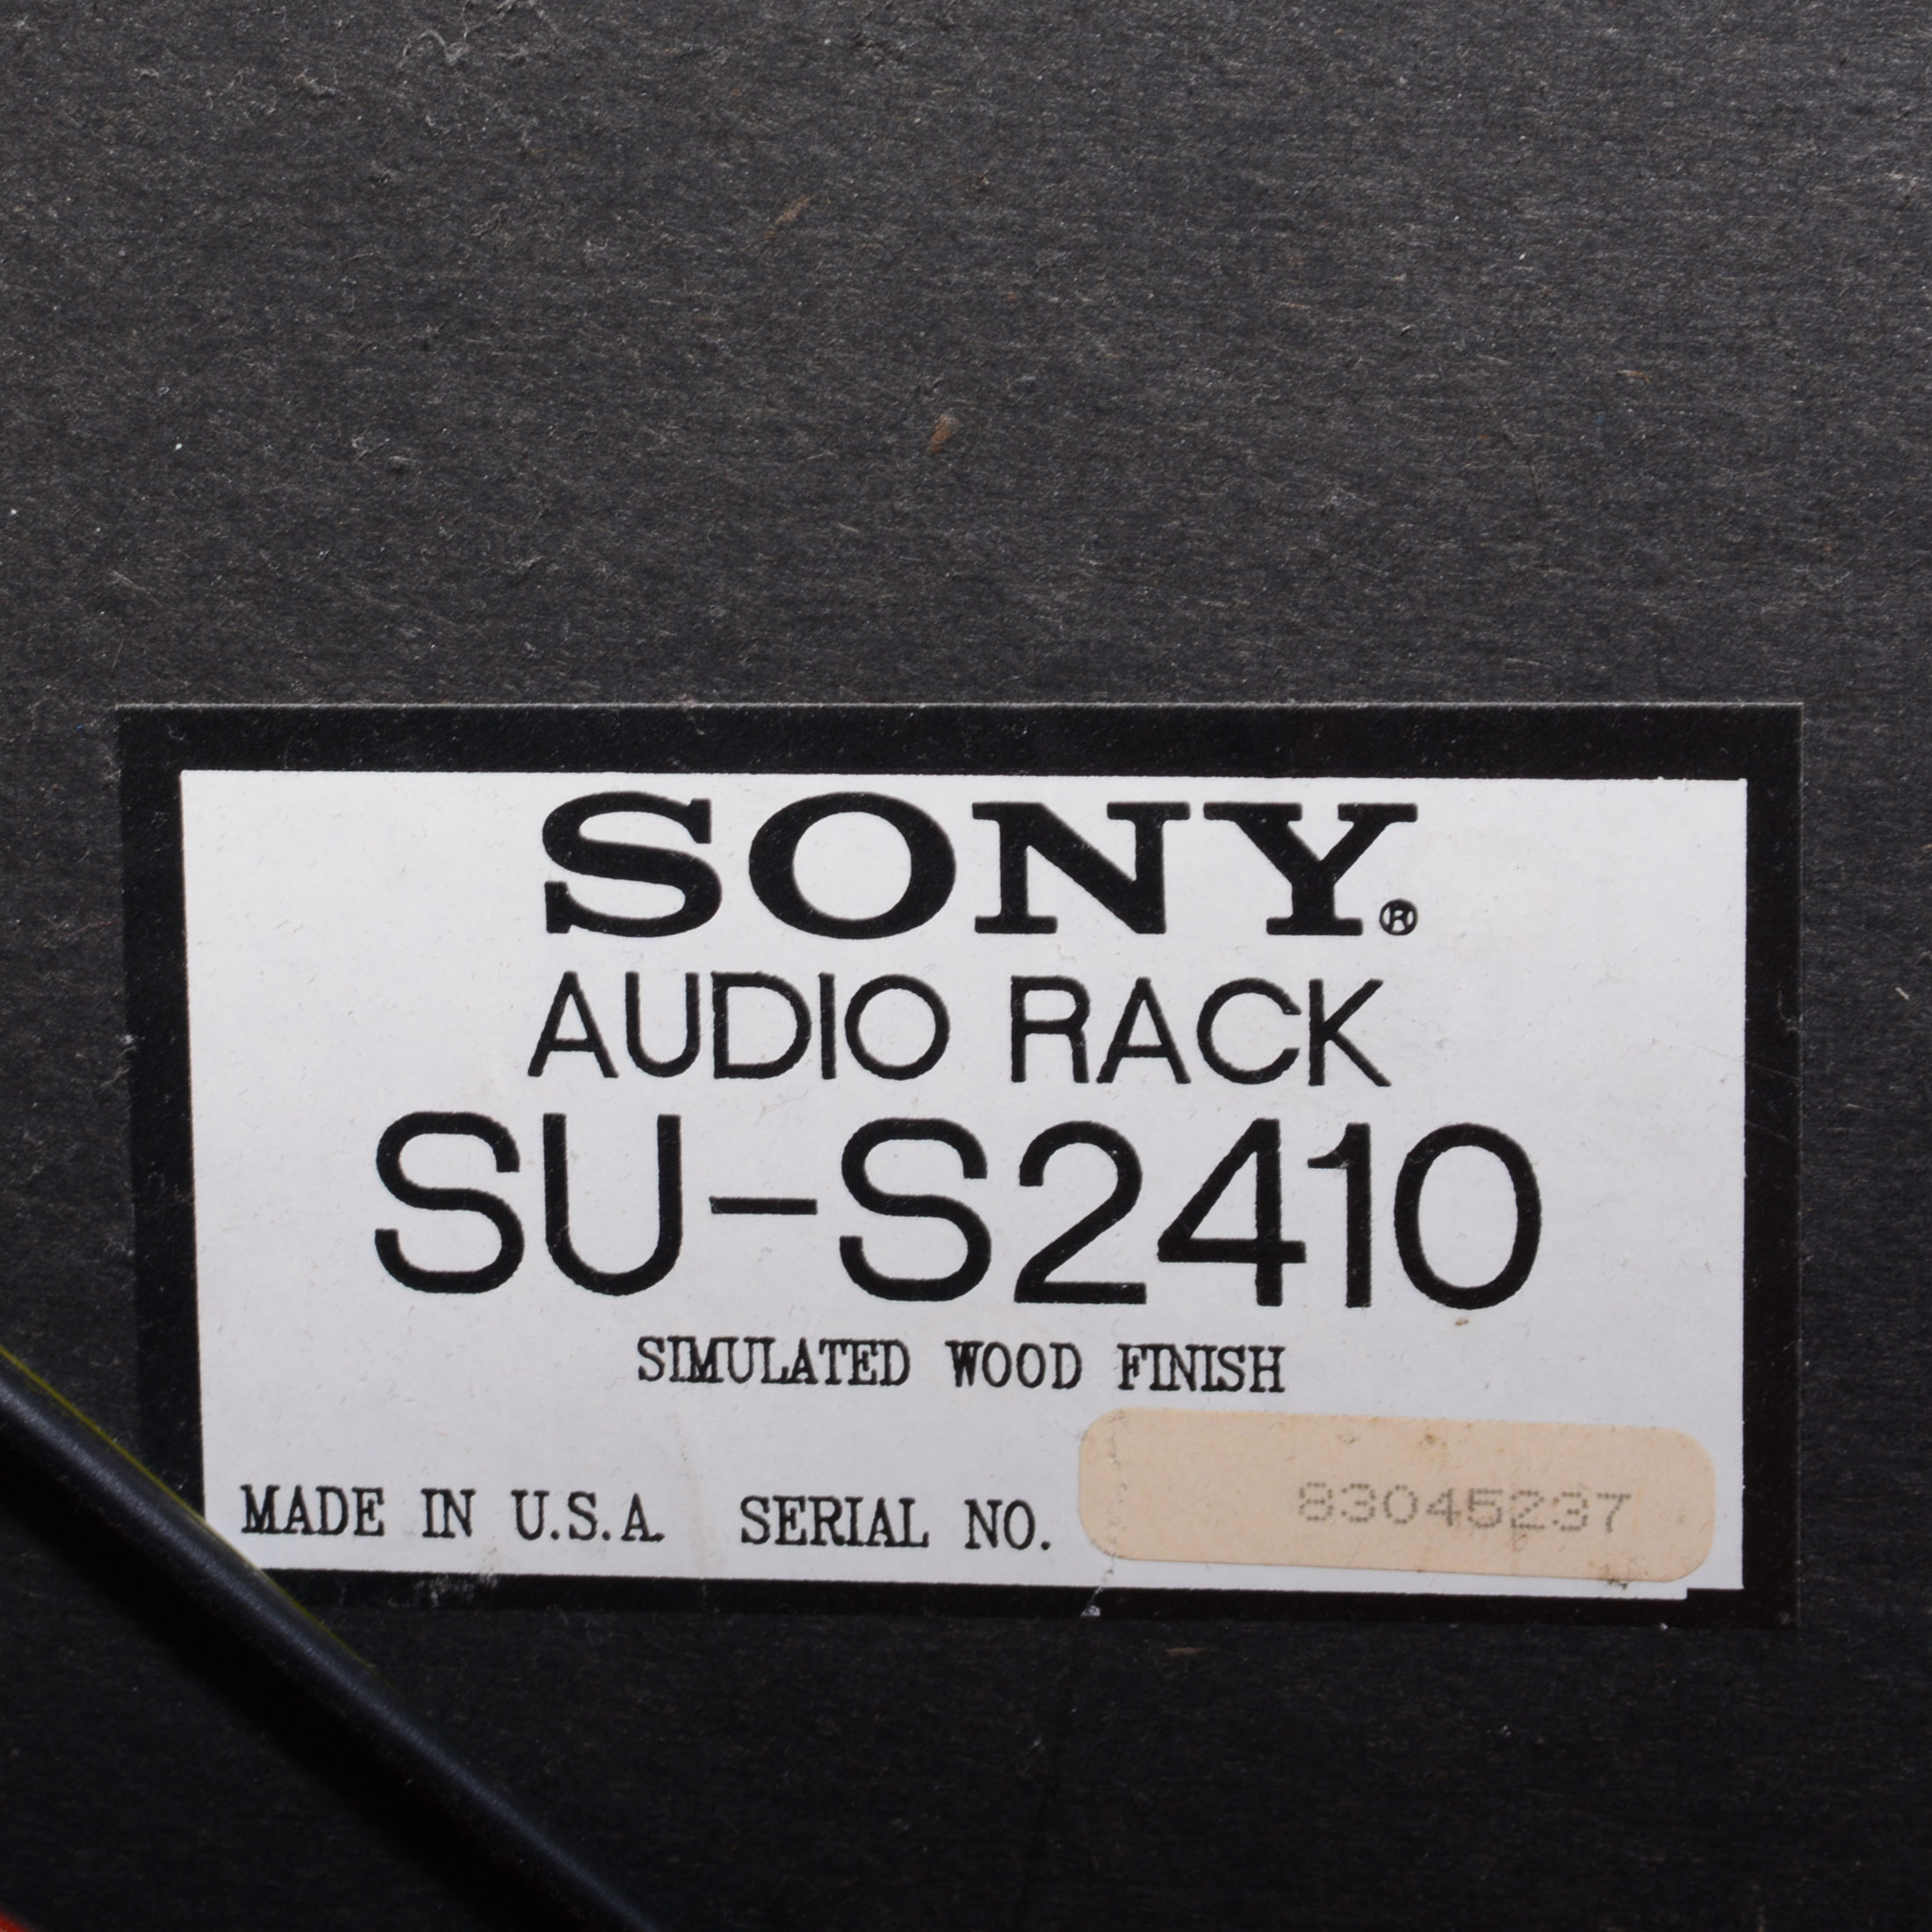 SONY®
AUDIO RACK
SU-S2410
SIMULATED WOOD FINISH
MADE IN U.S.A. SERIAL NO. 83045237